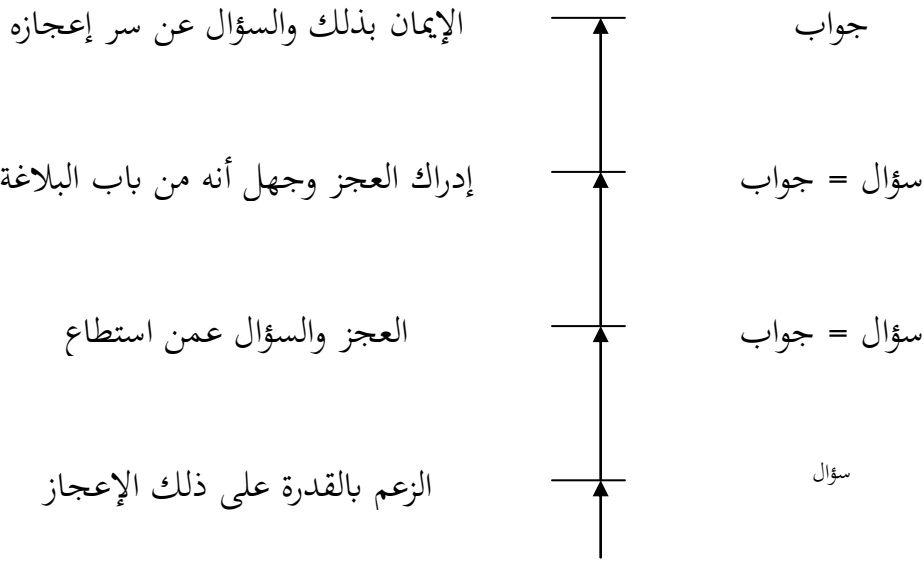 جواب الإيمان بذلك والسؤال عن سر إعجازه
سؤال = جواب إدراك العجز وجهل أنه من باب البلاغة
سؤال = جواب العجز والسؤال عمن استطاع
سؤال الزعم بالقدرة على ذلك الإعجاز